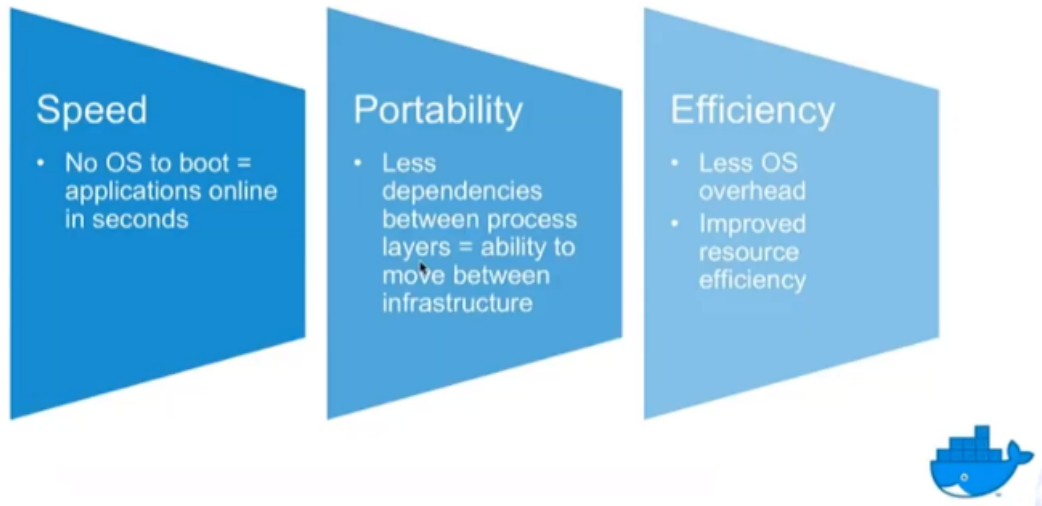 Speed
• No OS to boot =
applications online
in seconds
Portability
• Less
dependencies
between process
layers = ability to
move between
infrastructure
Efficiency
• Less OS
overhead
• Improved
resource
efficiency